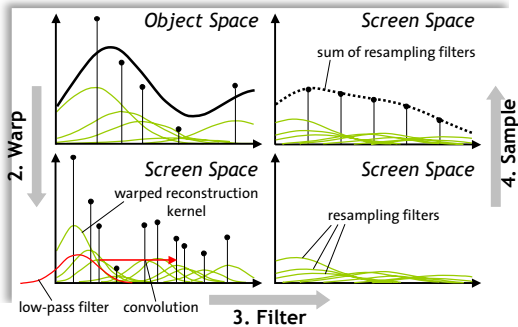 Object Space
Screen Space
sum of resampling filters
2. Warp
4. Sample
Screen Space
Screen Space
warped reconstruction
kernel
resampling filters
low-pass filter
convolution
3. Filter